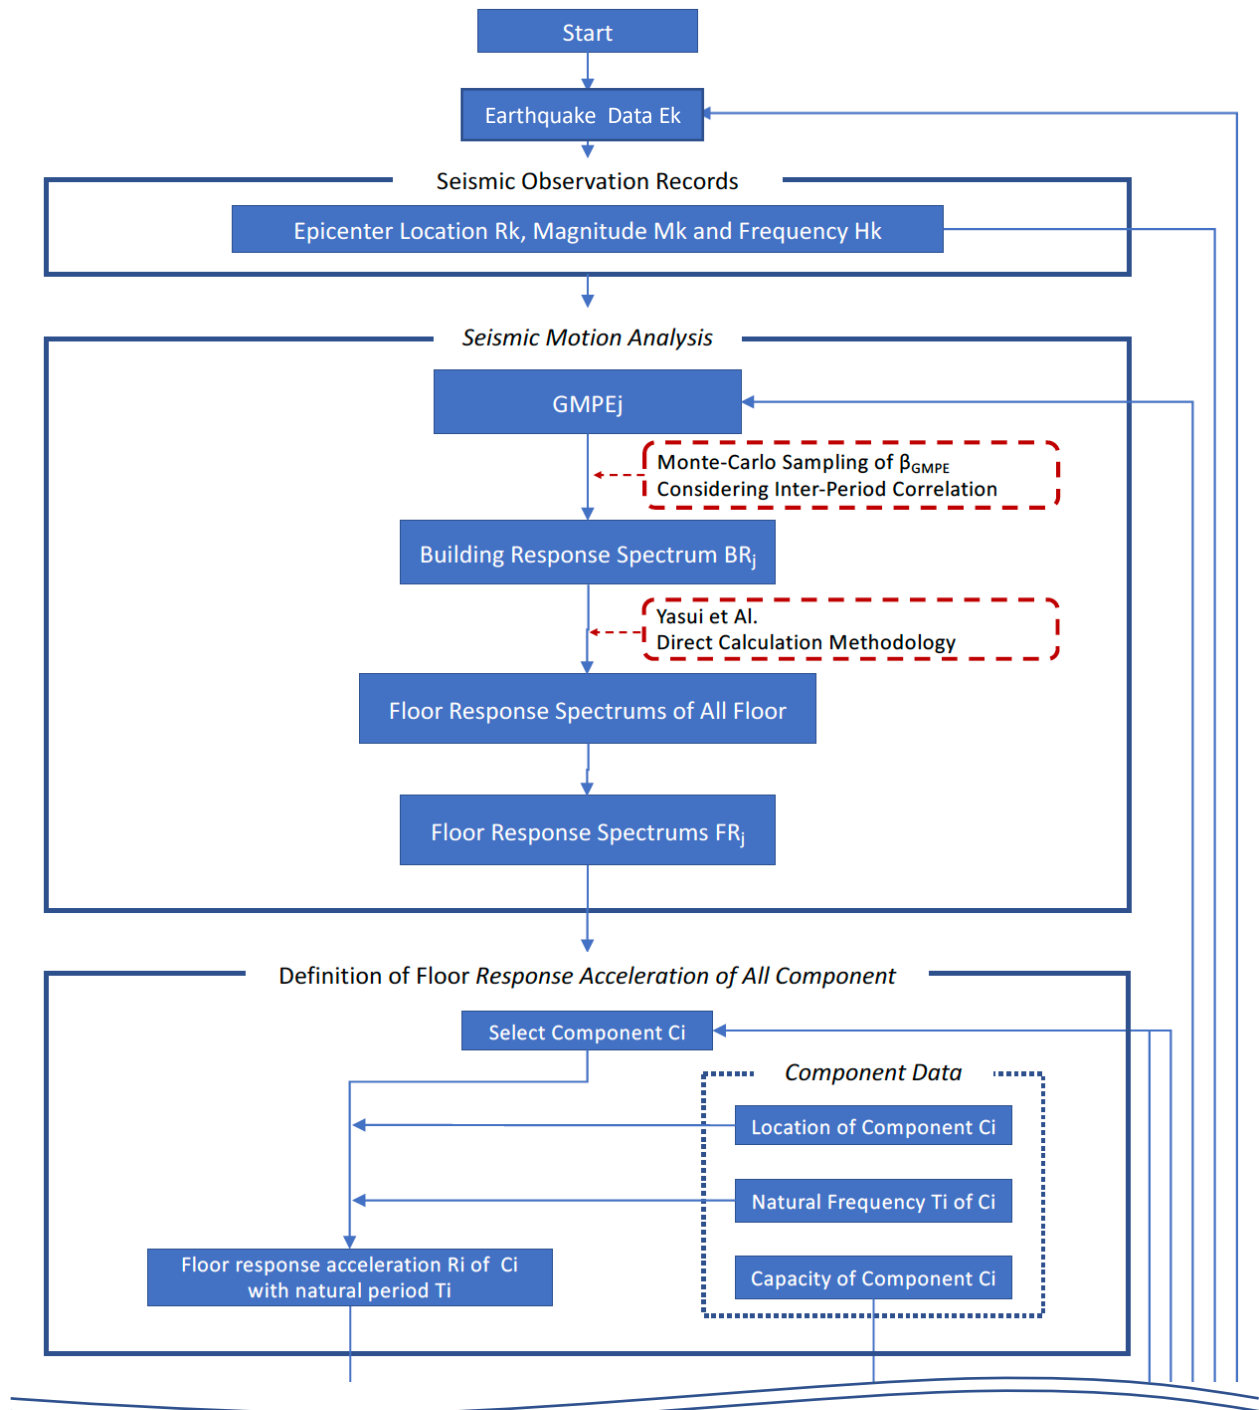 Start
Earthquake  Data Ek
Seismic Observation Records
Epicenter Location Rk, Magnitude Mk and Frequency Hk
Seismic Motion Analysis
GMPEj
Monte-Carlo Sampling of βGMPE
Considering Inter-Period Correlation
Building Response Spectrum BRj
Yasui et Al.
Direct Calculation Methodology
Floor Response Spectrums of All Floor
Floor Response Spectrums FRj
Definition of Floor Response Acceleration of All Component
Select Component Ci
Component Data
Location of Component Ci
Natural Frequency Ti of Ci
Floor response acceleration Ri of  Ci
with natural period Ti
Capacity of Component Ci